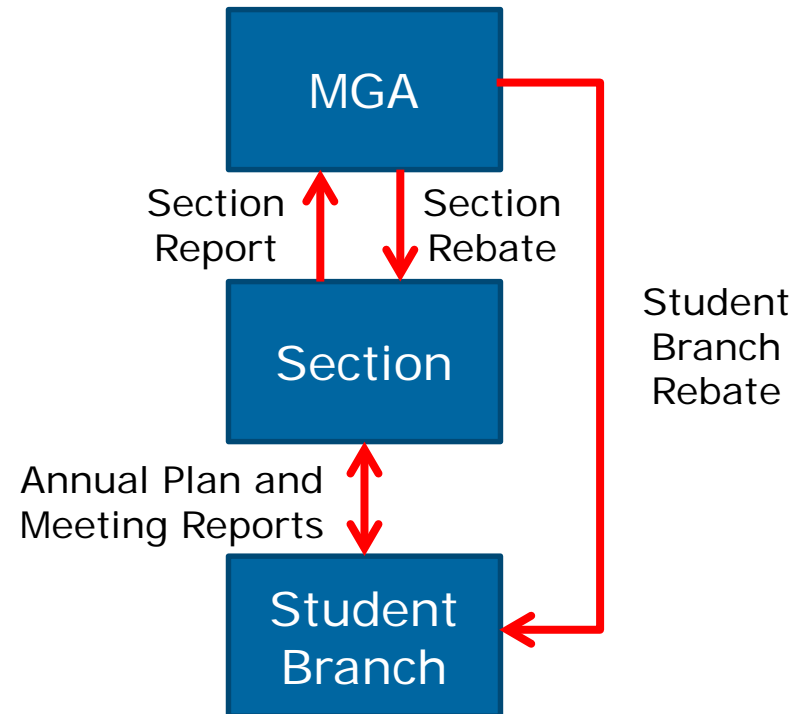 MGA
Section
Report
Section
Rebate
Section
Student
Branch
Rebate
Annual Plan and
Meeting Reports
Student
Branch